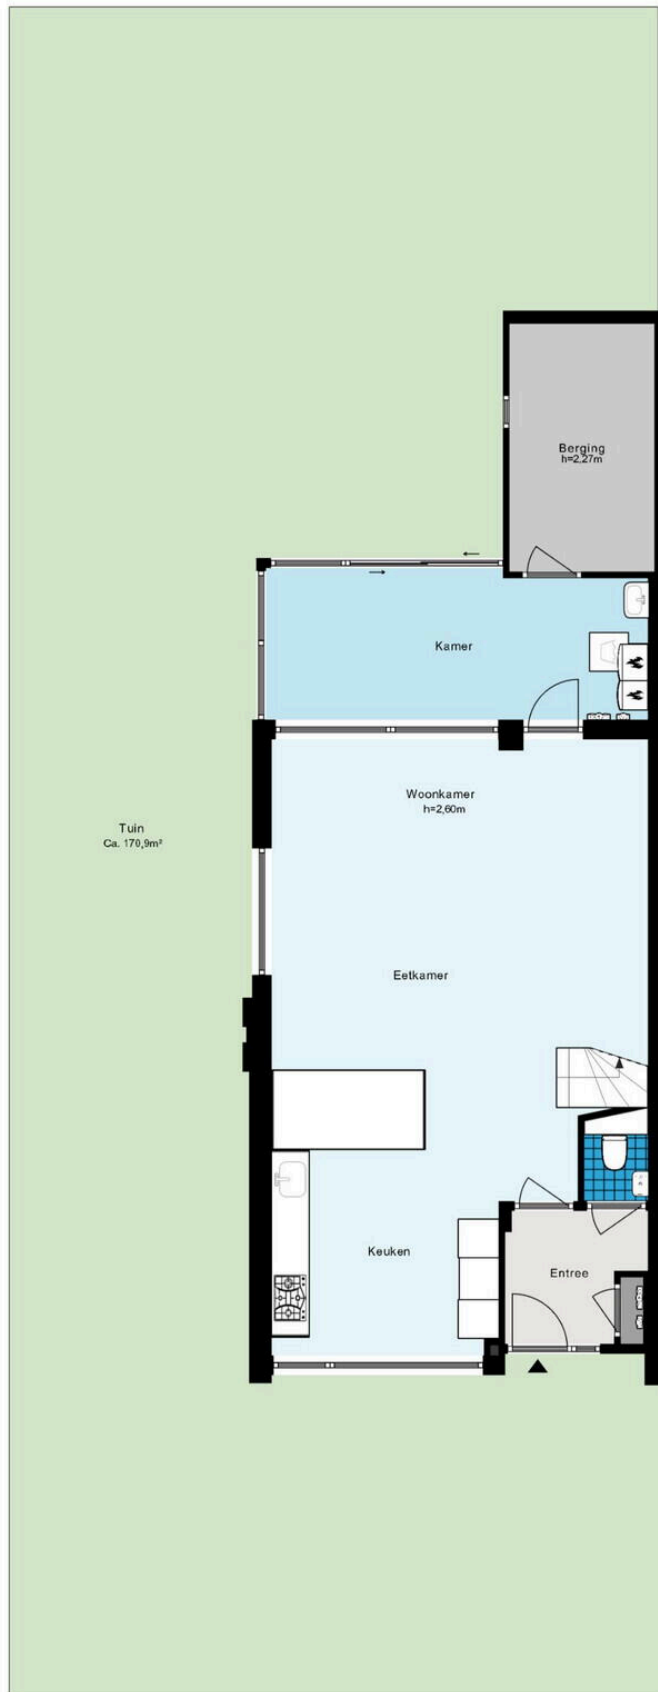 Berging
h=2,27m
Kamer
Woonkamer
h=2,60m
Tuin
Ca. 170,9m²
Eetkamer
Keuken
Entree